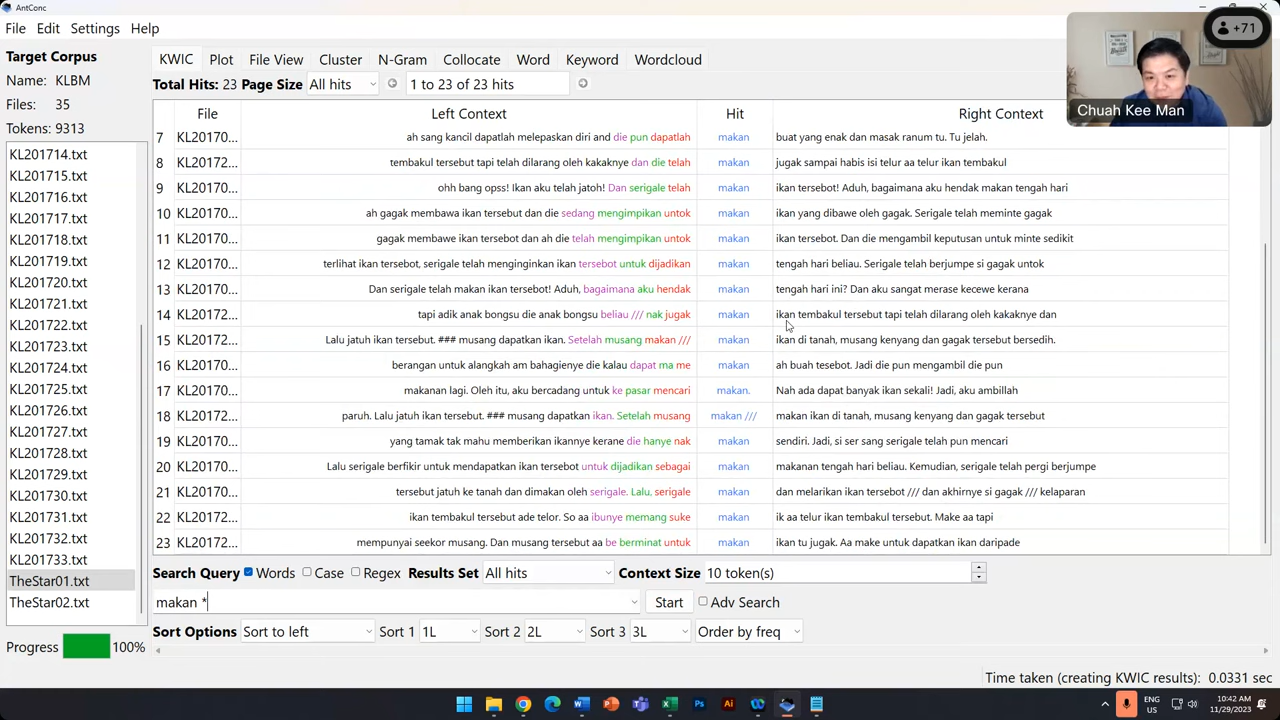 AntConc
File Edit Settings Help
+71
Chuah Kee Man
Target Corpus
Name: KLBM
Files: 35
Tokens: 9313
KL201714.txt
KL201715.txt
KL201716.txt
KL201717.txt
KL201718.txt
KL201719.txt
KL201720.txt
KL201721.txt
KL201722.txt
KL201723.txt
KL201724.txt
KL201725.txt
KL201726.txt
KL201727.txt
KL201728.txt
KL201729.txt
KL201730.txt
KL201731.txt
KL201732.txt
KL201733.txt
TheStar01.txt
TheStar02.txt
Progress 100%
KWIC Plot File View Cluster N-Gram Collocate Word Keyword Wordcloud
Total Hits: 23 Page Size All hits 1 to 23 of 23 hits
File Left Context Hit Right Context
7 KL20170... ah sang kancil dapatlah melepaskan diri and die pun dapatlah makan buat yang enak dan masak ranum tu. Tu jelah.
8 KL20172... tembakul tersebut tapi telah dilarang oleh kakaknye dan die telah makan jugak sampai habis isi telur aa telur ikan tembakul
9 KL20170... ohh bang opss! Ikan aku telah jatoh! Dan serigale telah makan ikan tersebot! Aduh, bagaimana aku hendak makan tengah hari
10 KL20170... ah gagak membawa ikan tersebut dan die sedang mengimpikan untok makan ikan yang dibawe oleh gagak. Serigale telah meminte gagak
11 KL20170... gagak membawe ikan tersebot dan ah die telah mengimpikan untok makan ikan tersebot. Dan die mengambil keputusan untuk minte sedikit
12 KL20170... terlihat ikan tersebot, serigale telah menginginkan ikan tersebot untuk dijadikan makan tengah hari beliau. Serigale telah berjumpe si gagak untok
13 KL20170... Dan serigale telah makan ikan tersebot! Aduh, bagaimana aku hendak makan tengah hari ini? Dan aku sangat merase kecewe kerana
14 KL20172... tapi adik anak bongsu die anak bongsu beliau /// nak jugak makan ikan tembakul tersebut tapi telah dilarang oleh kakaknye dan
15 KL20172... Lalu jatuh ikan tersebut. ### musang dapatkan ikan. Setelah musang makan /// makan ikan di tanah, musang kenyang dan gagak tersebut bersedih.
16 KL20170... berangan untuk alangkah am bahagienye die kalau dapat ma me makan ah buah tesebot. Jadi die pun mengambil die pun
17 KL20170... makanan lagi. Oleh itu, aku bercadang untuk ke pasar mencari makan. Nah ada dapat banyak ikan sekali! Jadi, aku ambillah
18 KL20172... paruh. Lalu jatuh ikan tersebut. ### musang dapatkan ikan. Setelah musang makan /// makan ikan di tanah, musang kenyang dan gagak tersebut
19 KL20170... yang tamak tak mahu memberikan ikannye kerane die hanye nak makan sendiri. Jadi, si ser sang serigale telah pun mencari
20 KL20170... Lalu serigale berfikir untuk mendapatkan ikan tersebot untuk dijadikan sebagai makan makanan tengah hari beliau. Kemudian, serigale telah pergi berjumpe
21 KL20170... tersebut jatuh ke tanah dan dimakan oleh serigale. Lalu, serigale makan dan melarikan ikan tersebot /// dan akhirnye si gagak /// kelaparan
22 KL20172... ikan tembakul tersebut ade telor. So aa ibunye memang suke makan ik aa telur ikan tembakul tersebut. Make aa tapi
23 KL20172... mempunyai seekor musang. Dan musang tersebut aa be berminat untuk makan ikan tu jugak. Aa make untuk dapatkan ikan daripade
Search Query Words Case Regex Results Set All hits Context Size 10 token(s)
makan * Start Adv Search
Sort Options Sort to left Sort 1 1L Sort 2 2L Sort 3 3L Order by freq
Time taken (creating KWIC results): 0.0331 sec
ENG
US
10:42 AM
11/29/2023